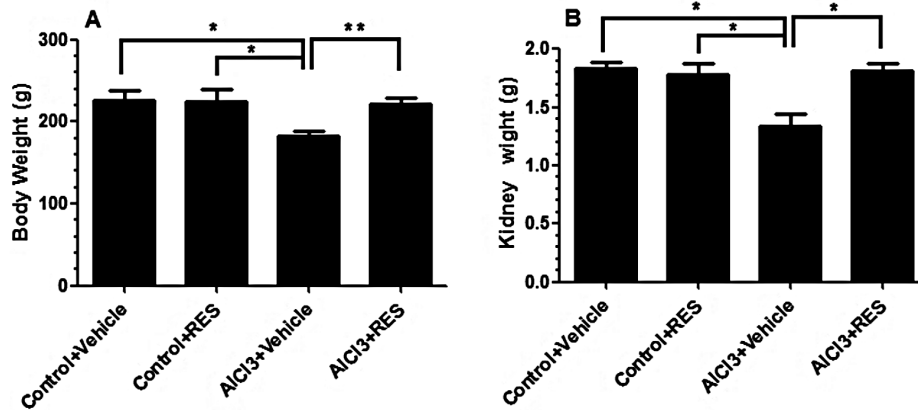 A
* **
*
300
200
100
0
Body Weight (g)
Control+Vehicle
Control+RES
AlCl3+Vehicle
AlCl3+RES
B
*
* *
2.0
1.5
1.0
0.5
0.0
Kidney wight (g)
Control+Vehicle
Control+RES
AlCl3+Vehicle
AlCl3+RES